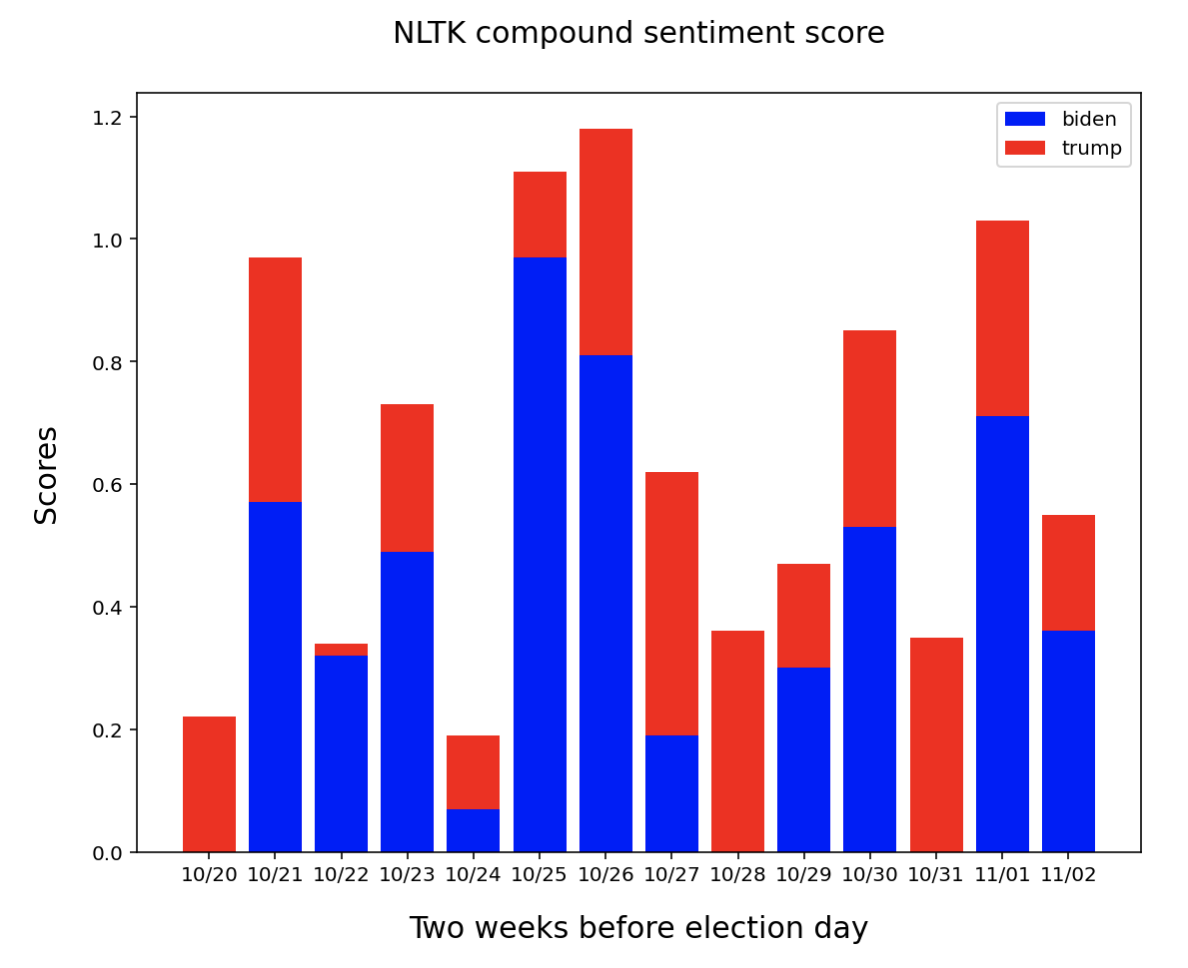 NLTK compound sentiment score
biden
trump
1.2
1.0
0.8
0.6
0.4
0.2
0.0
Scores
10/20 10/21 10/22 10/23 10/24 10/25 10/26 10/27 10/28 10/29 10/30 10/31 11/01 11/02
Two weeks before election day